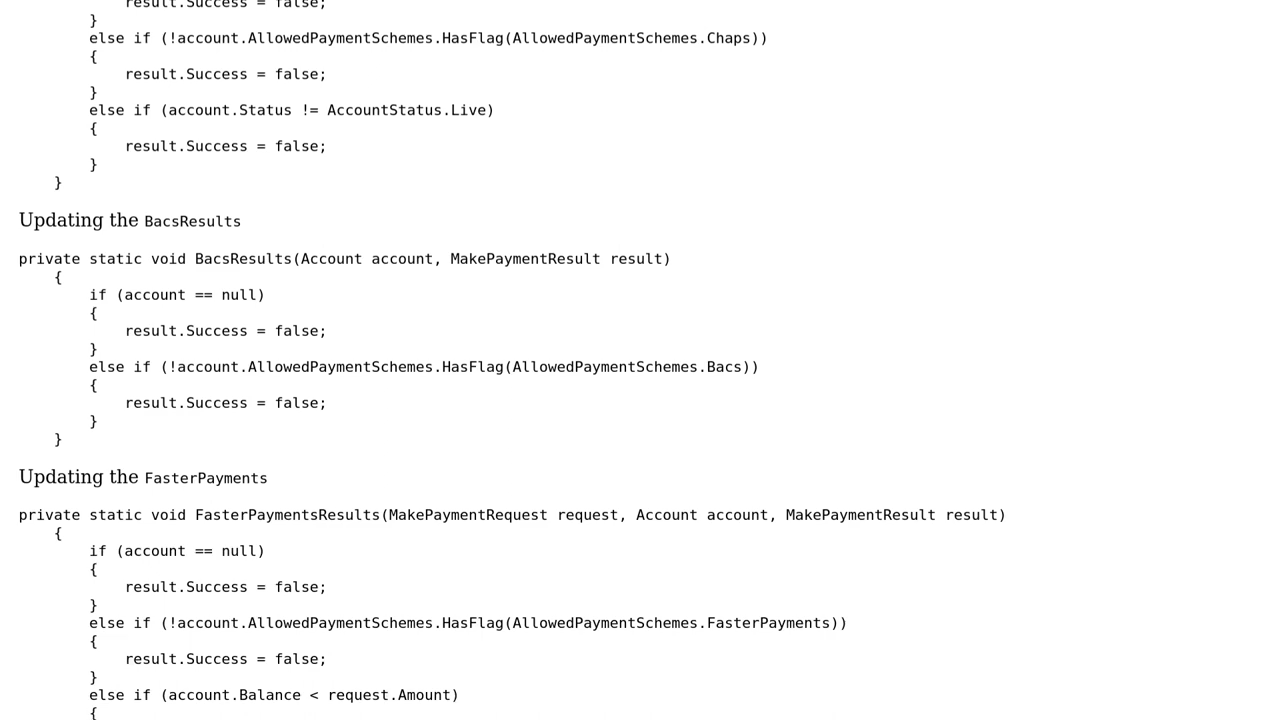 result.Success = false;
}
else if (!account.AllowedPaymentSchemes.HasFlag(AllowedPaymentSchemes.Chaps))
{
result.Success = false;
}
else if (account.Status != AccountStatus.Live)
{
result.Success = false;
}
}
Updating the BacsResults
private static void BacsResults(Account account, MakePaymentResult result)
{
if (account == null)
{
result.Success = false;
}
else if (!account.AllowedPaymentSchemes.HasFlag(AllowedPaymentSchemes.Bacs))
{
result.Success = false;
}
}
Updating the FasterPayments
private static void FasterPaymentsResults(MakePaymentRequest request, Account account, MakePaymentResult result)
{
if (account == null)
{
result.Success = false;
}
else if (!account.AllowedPaymentSchemes.HasFlag(AllowedPaymentSchemes.FasterPayments))
{
result.Success = false;
}
else if (account.Balance < request.Amount)
{